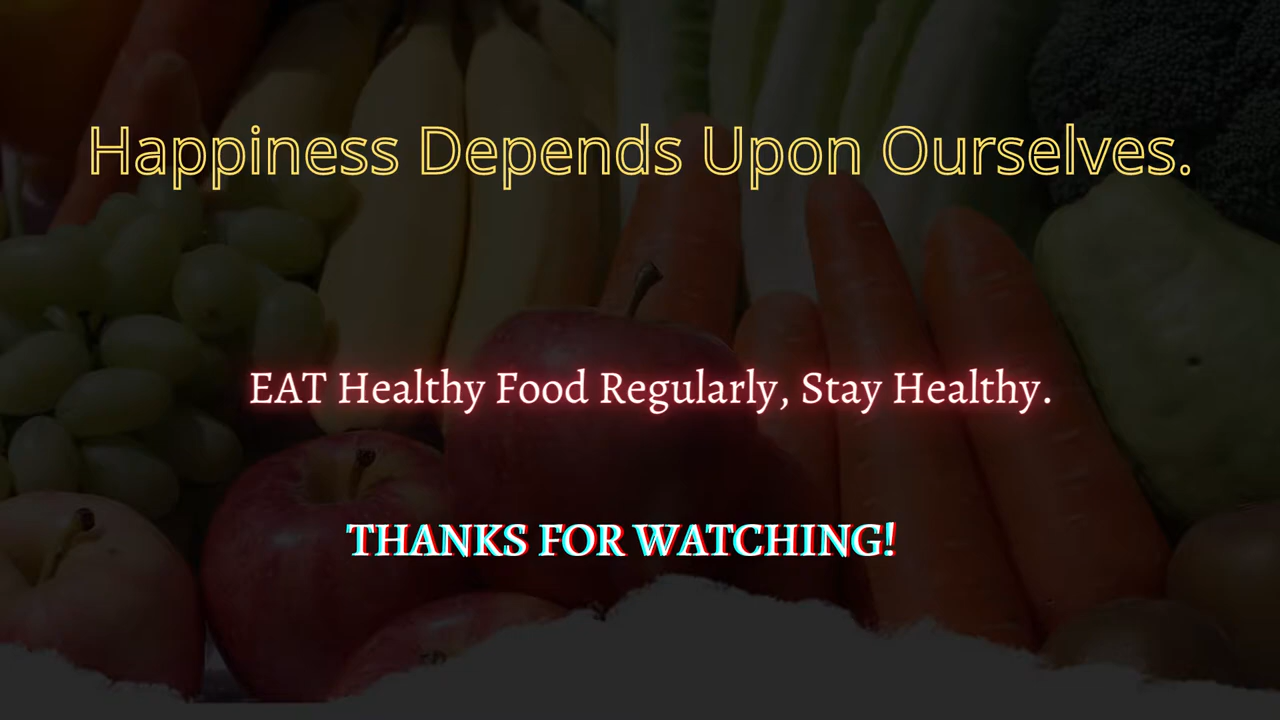 Happiness Depends Upon Ourselves.
EAT Healthy Food Regularly, Stay Healthy.
THANKS FOR WATCHING!